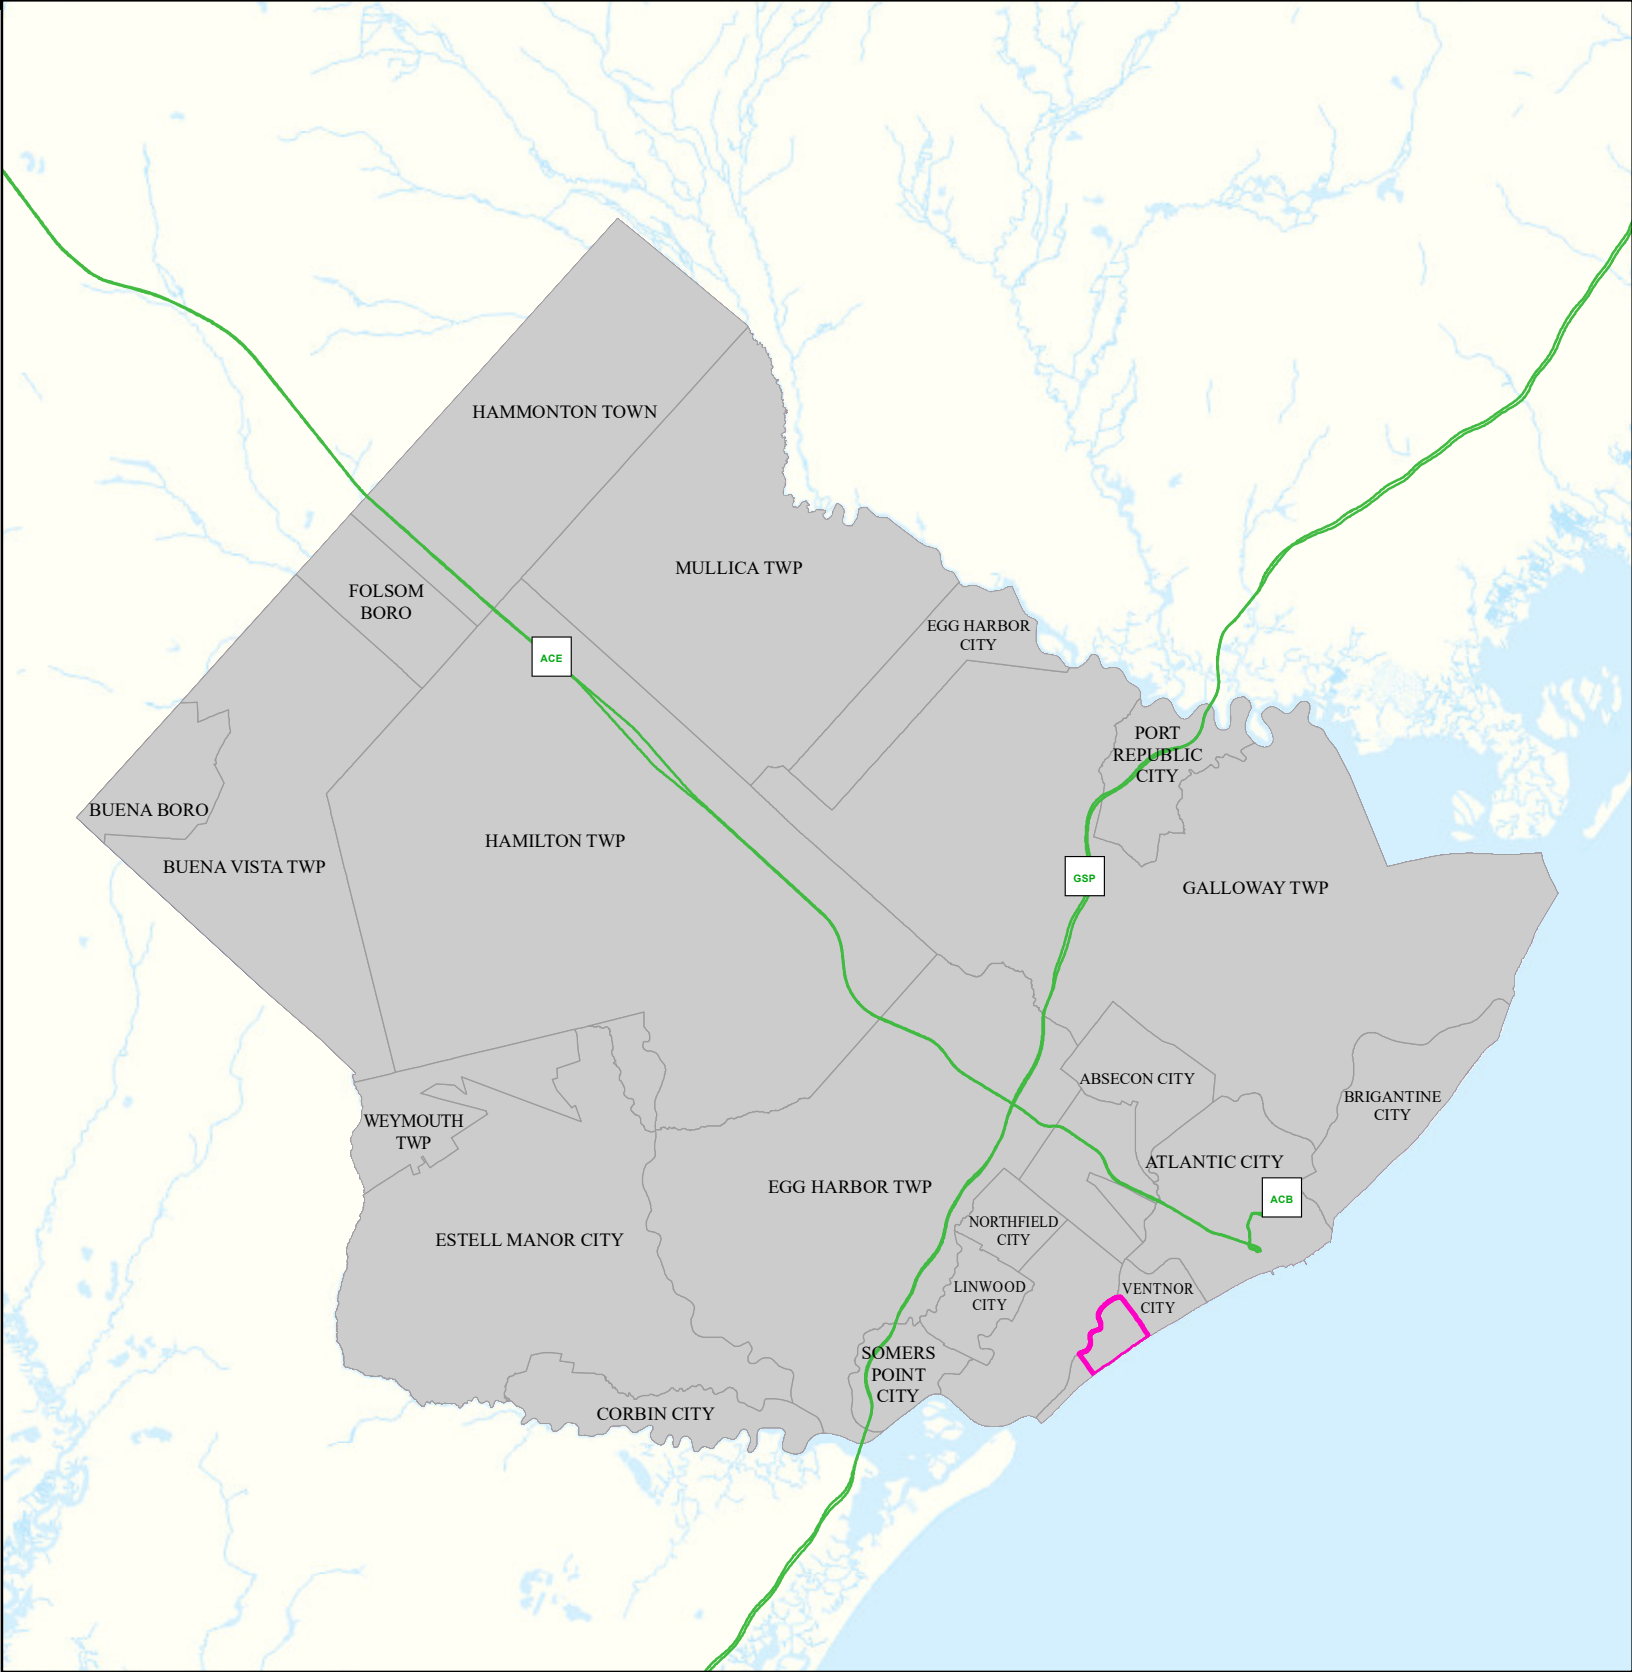 HAMMONTON TOWN
MULLICA TWP
FOLSOM
BORO
EGG HARBOR
CITY
ACE
PORT
REPUBLIC
CITY
BUENA BORO
HAMILTON TWP
BUENA VISTA TWP
GSP
GALLOWAY TWP
ABSECON CITY
BRIGANTINE
CITY
WEYMOUTH
TWP
ATLANTIC CITY
EGG HARBOR TWP
ACB
NORTHFIELD
CITY
ESTELL MANOR CITY
LINWOOD
CITY
VENTNOR
CITY
SOMERS
POINT
CITY
CORBIN CITY